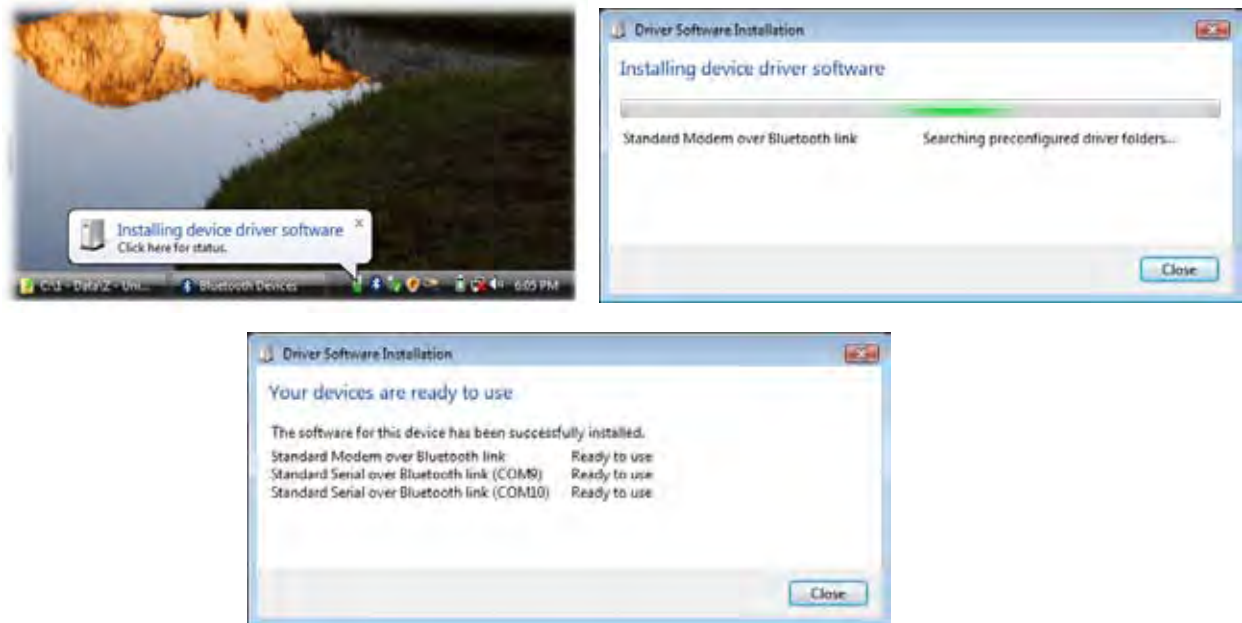 Installing device driver software
Click here for status.
C:\1 - Data\Z - Uni...
Bluetooth Devices
6:05 PM
Driver Software Installation
Installing device driver software
Standard Modem over Bluetooth link Searching preconfigured driver folders...
Close
Driver Software Installation
Your devices are ready to use
The software for this device has been successfully installed.
Standard Modem over Bluetooth link Ready to use
Standard Serial over Bluetooth link (COM9) Ready to use
Standard Serial over Bluetooth link (COM10) Ready to use
Close